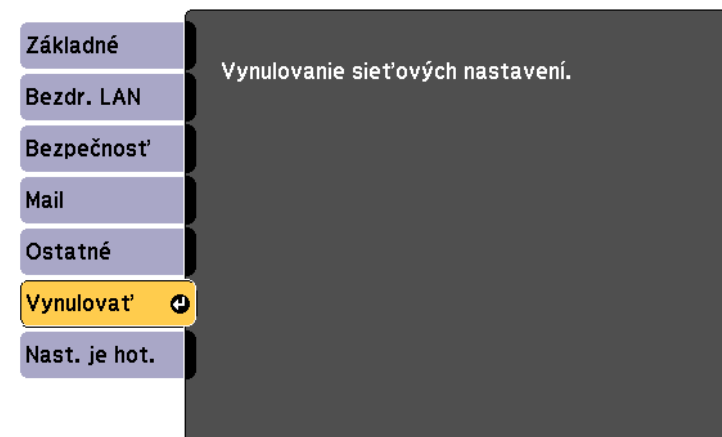 Základné
Bezdr. LAN
Bezpečnosť
Mail
Ostatné
Vynulovať
Nast. je hot.
Vynulovanie sieťových nastavení.